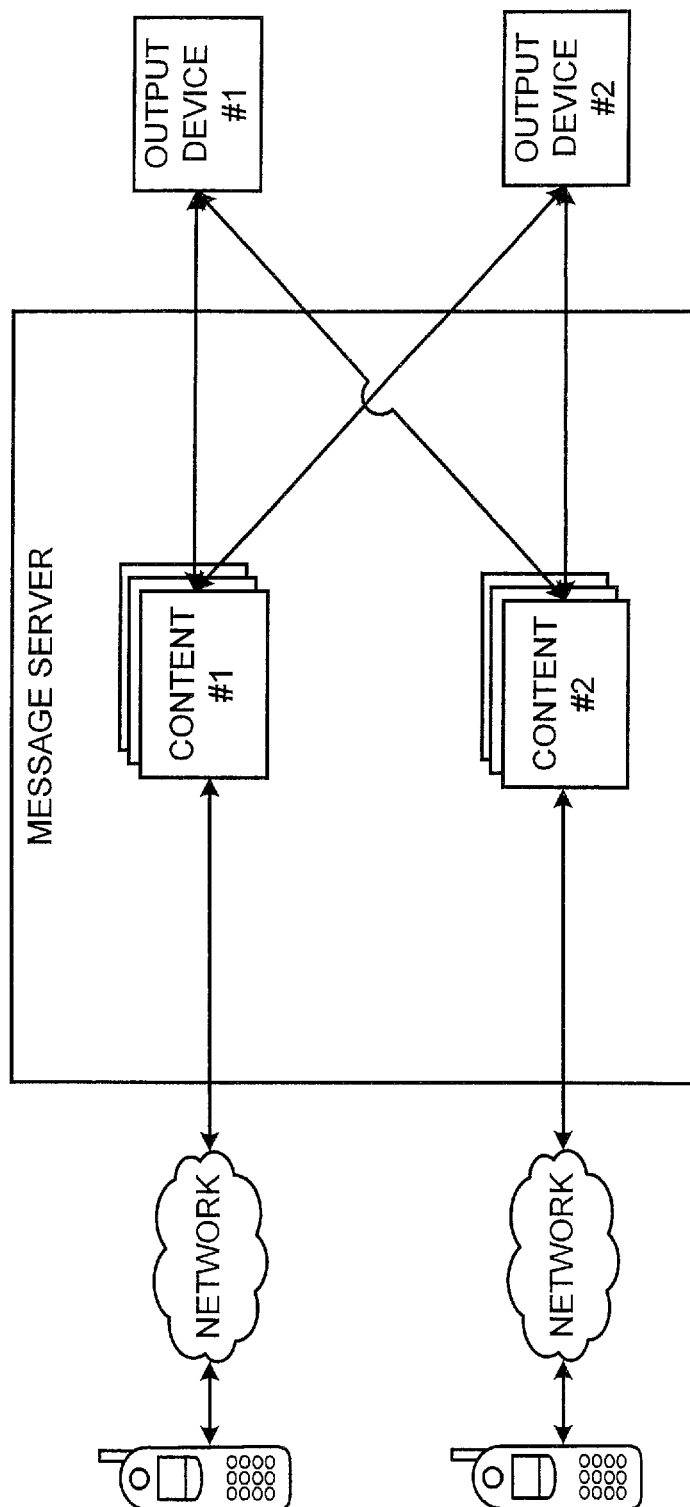 MESSAGE SERVER
NETWORK
CONTENT
#1
OUTPUT
DEVICE
#1
NETWORK
CONTENT
#2
OUTPUT
DEVICE
#2